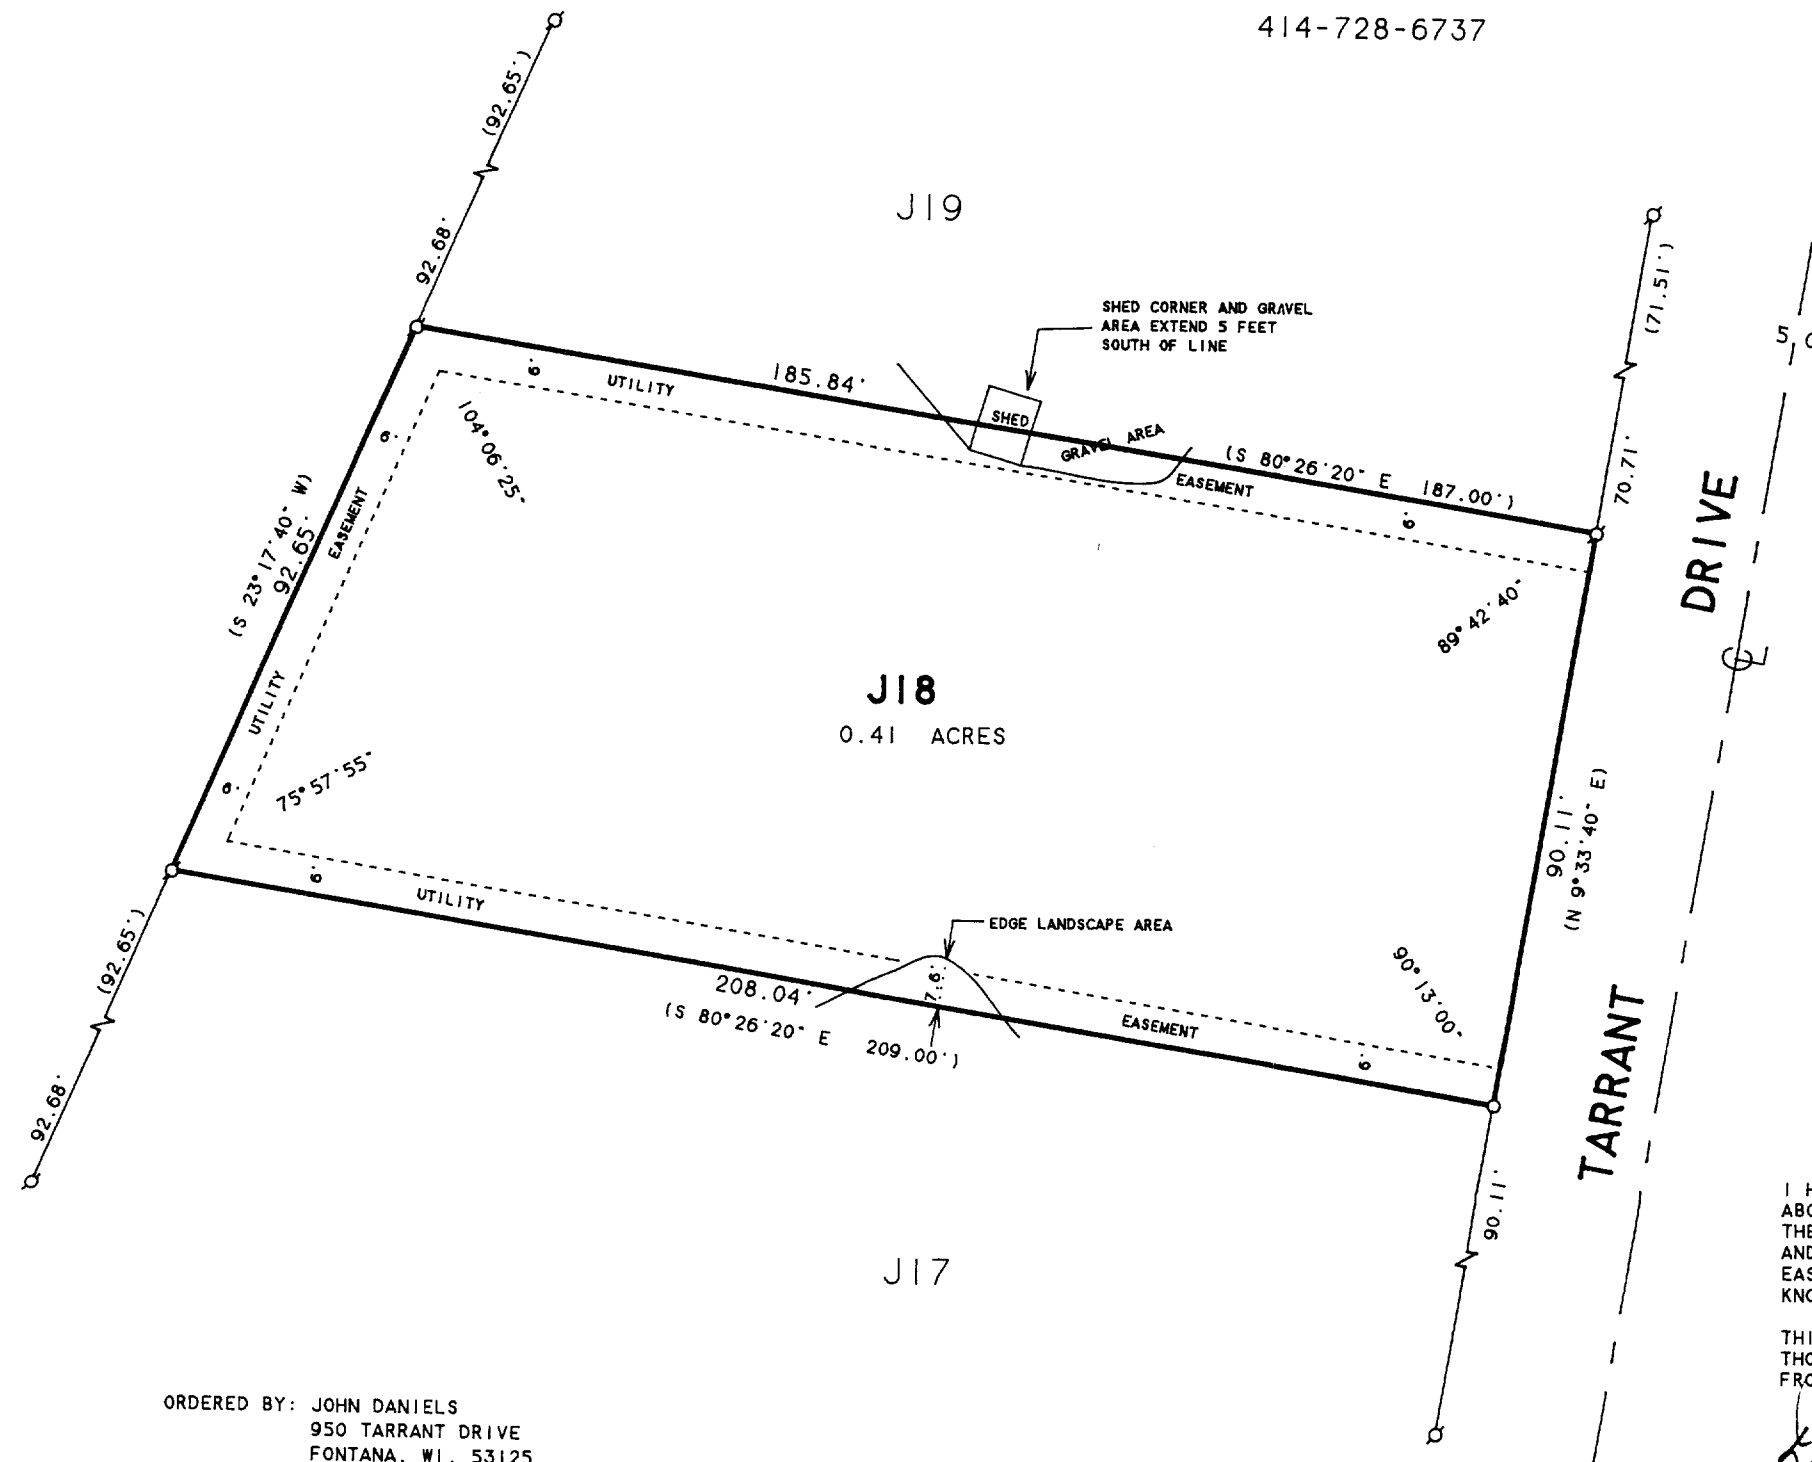 414-728-6737
(92.65')
92.68'
J19
(71.51')
70.71'
SHED CORNER AND GRAVEL
AREA EXTEND 5 FEET
SOUTH OF LINE
6'
UTILITY
185.84'
SHED
GRAVEL AREA
(S 80°26'20" E 187.00')
EASEMENT
6'
104°06'25"
6'
EASEMENT
(S 23°17'40" W)
92.65'
UTILITY
6'
89°42'40"
DRIVE
J18
0.41 ACRES
75°57'55"
90.11'
(N 9°33'40" E)
6'
UTILITY
EDGE LANDSCAPE AREA
7.6'
208.04'
(S 80°26'20" E 209.00')
EASEMENT
6'
90°13'00"
TARRANT
(92.65')
92.68'
90.11'
J17
ORDERED BY: JOHN DANIELS
950 TARRANT DRIVE
FONTANA, WI. 53125